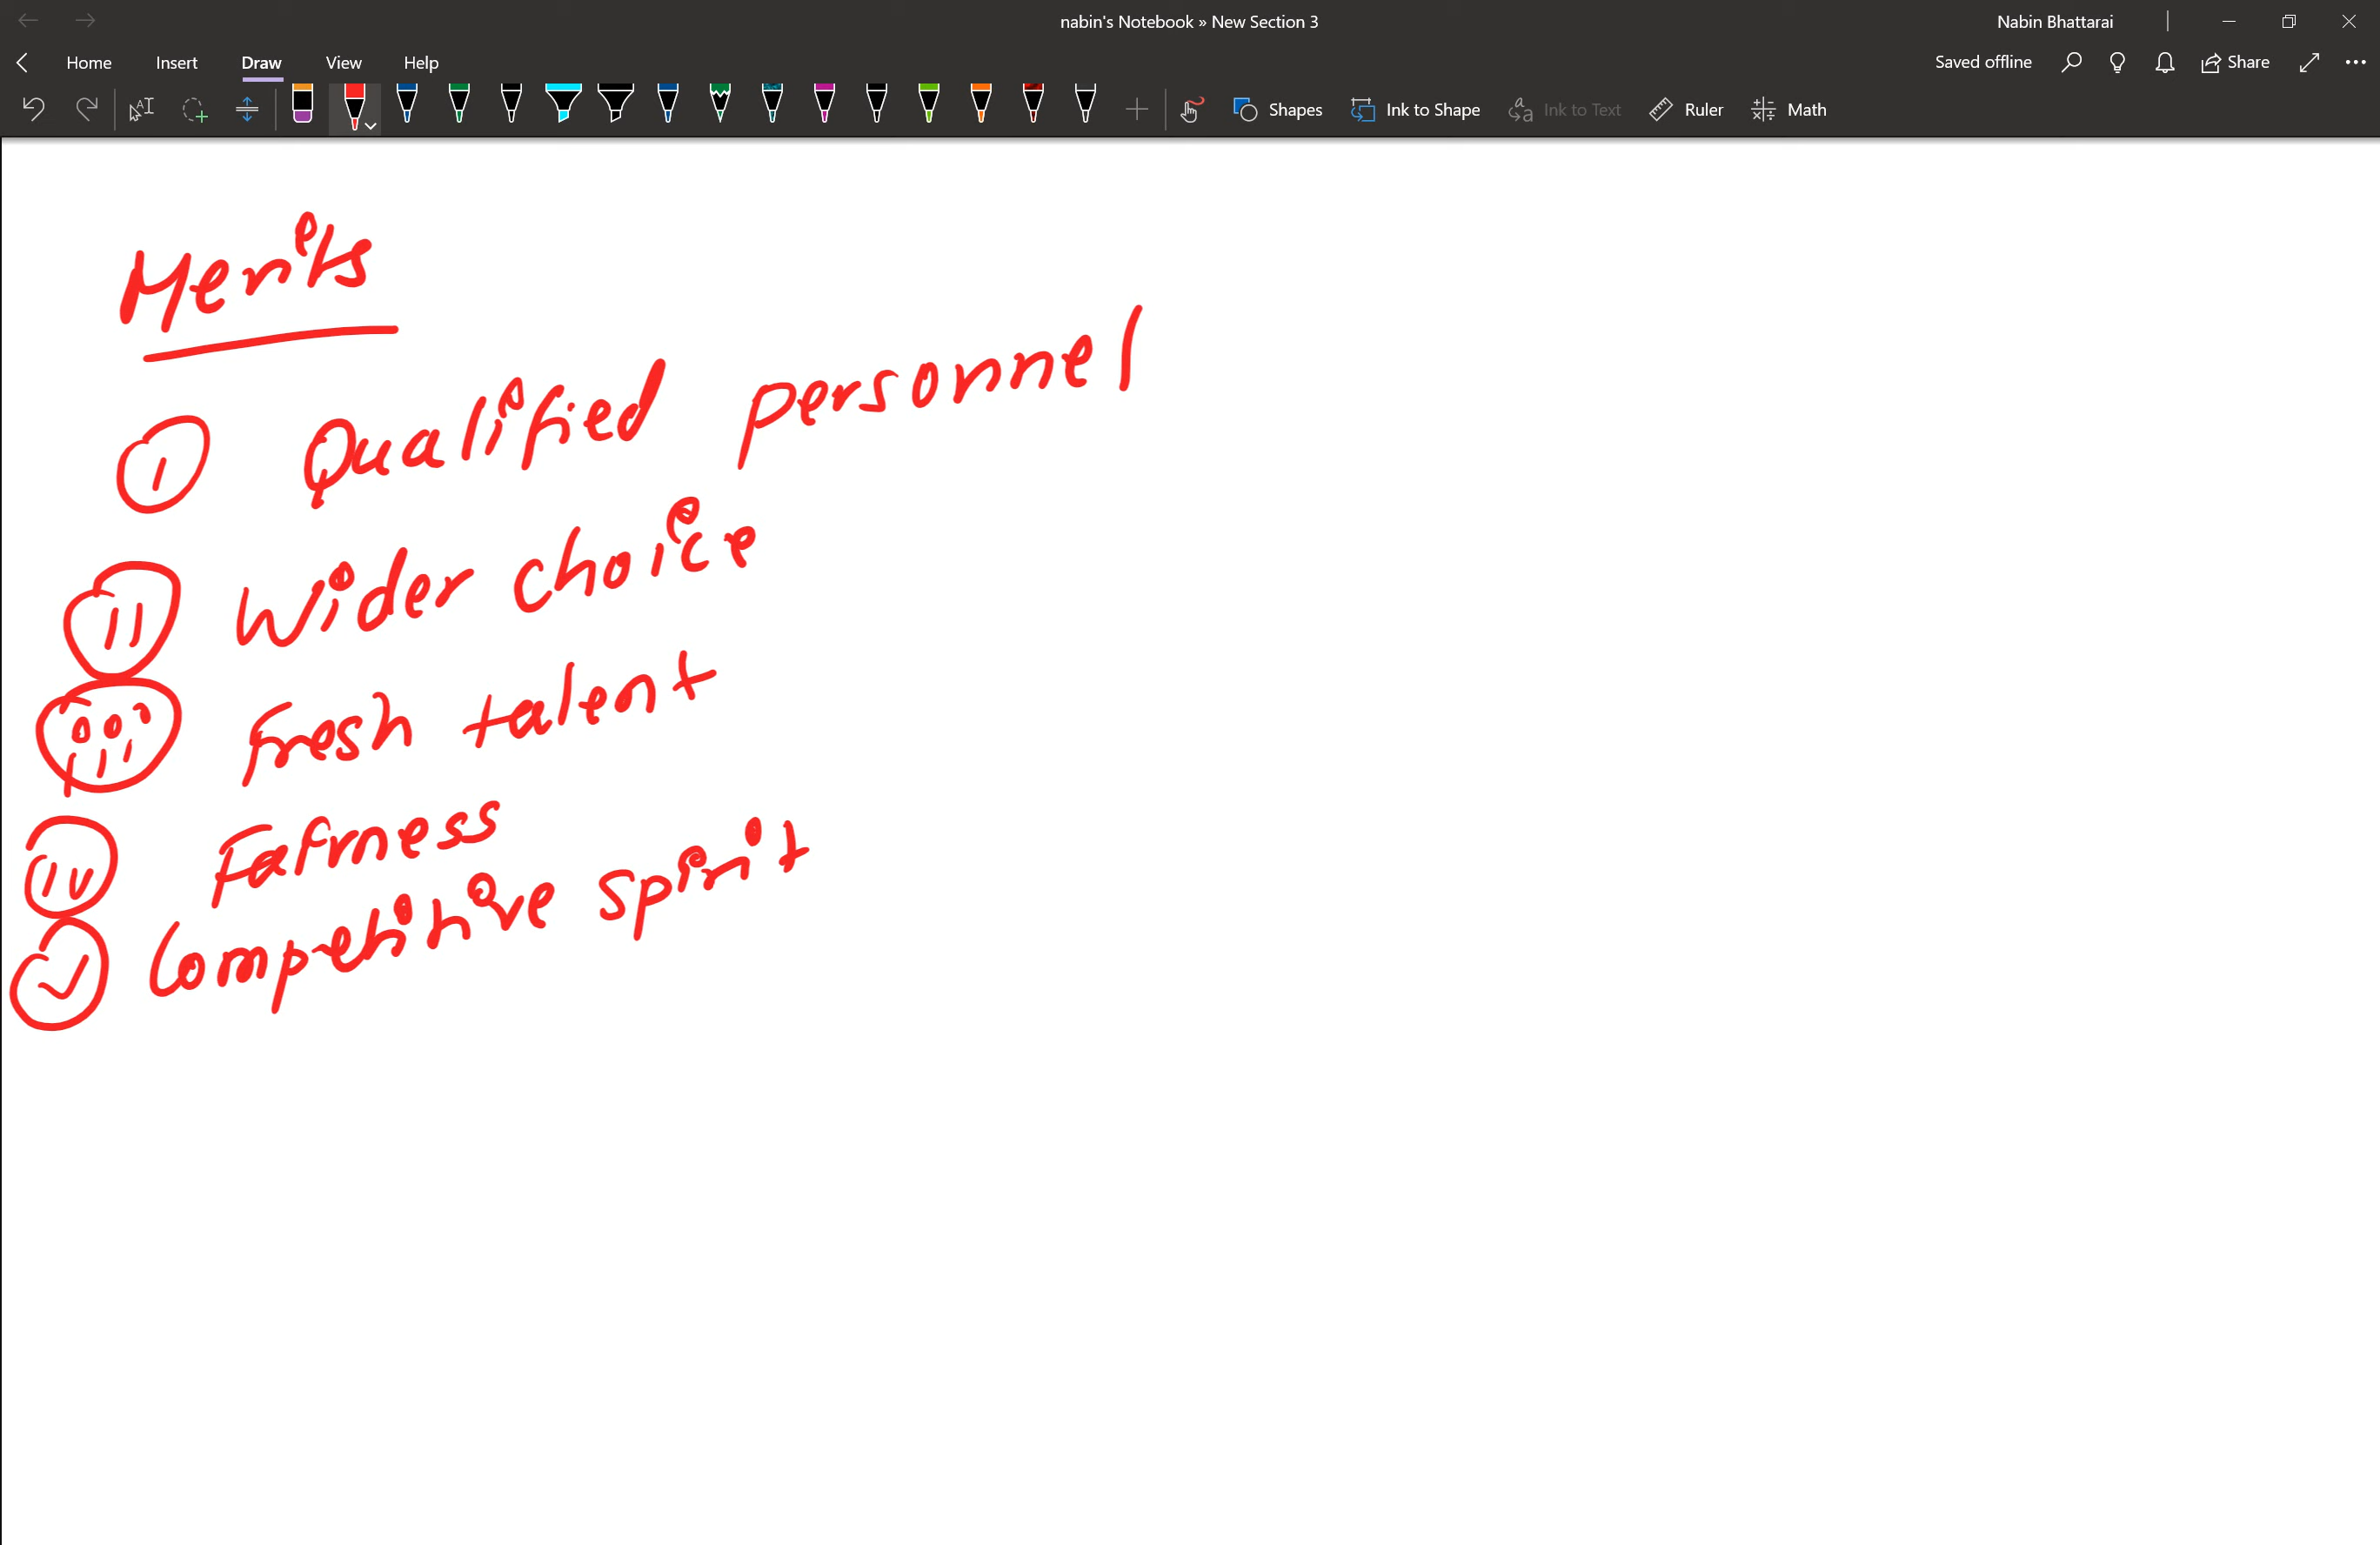 nabin's Notebook » New Section 3
Nabin Bhattarai
Home Insert Draw View Help
Saved offline
Share
Shapes
Ink to Shape
Ink to Text
Ruler
Math
Merits
i Qualified personnel
ii Wider choice
iii Fresh talent
iv Fairness
v Competitive spirit